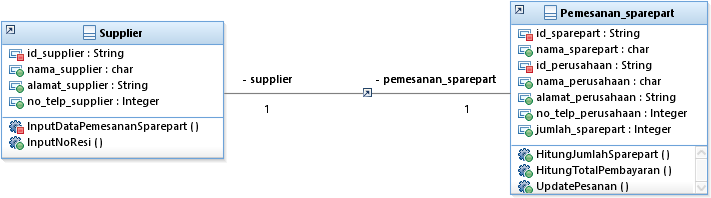 Supplier
id_supplier : String
nama_supplier : char
alamat_supplier : String
no_telp_supplier : Integer
InputDataPemesananSparepart ( )
InputNoResi ( )
- supplier
- pemesanan_sparepart
1
1
Pemesanan_sparepart
id_sparepart : String
nama_sparepart : char
id_perusahaan : String
nama_perusahaan : char
alamat_perusahaan : String
no_telp_perusahaan : Integer
jumlah_sparepart : Integer
HitungJumlahSparepart ( )
HitungTotalPembayaran ( )
UpdatePesanan ( )